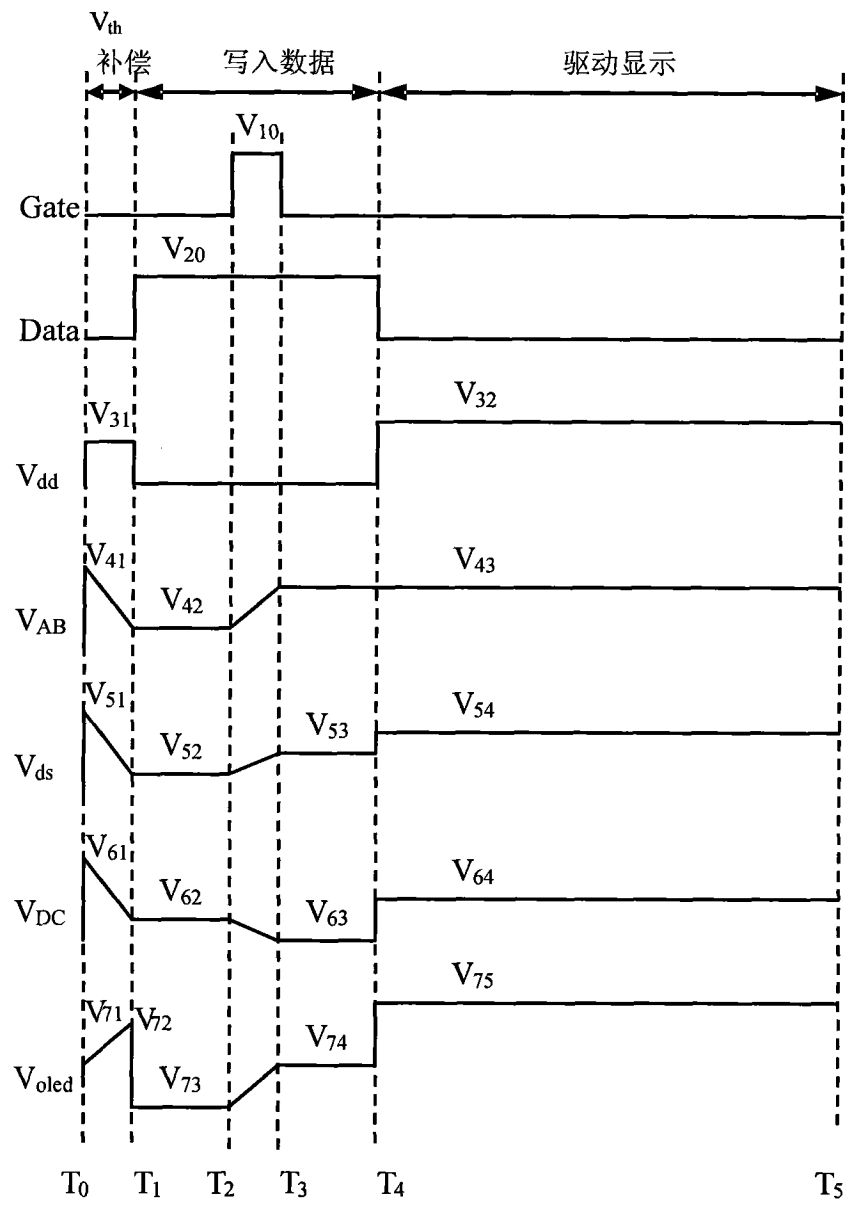 Vth
补偿 写入数据 驱动显示
V10
Gate
V20
Data
V32
V31
Vdd
V41 V43
V42
VAB
V51 V54
V53
V52
Vds
V61 V64
V62 V63
VDC
V75
V71 V72 V74
V73
Voled
T0 T1 T2 T3 T4 T5